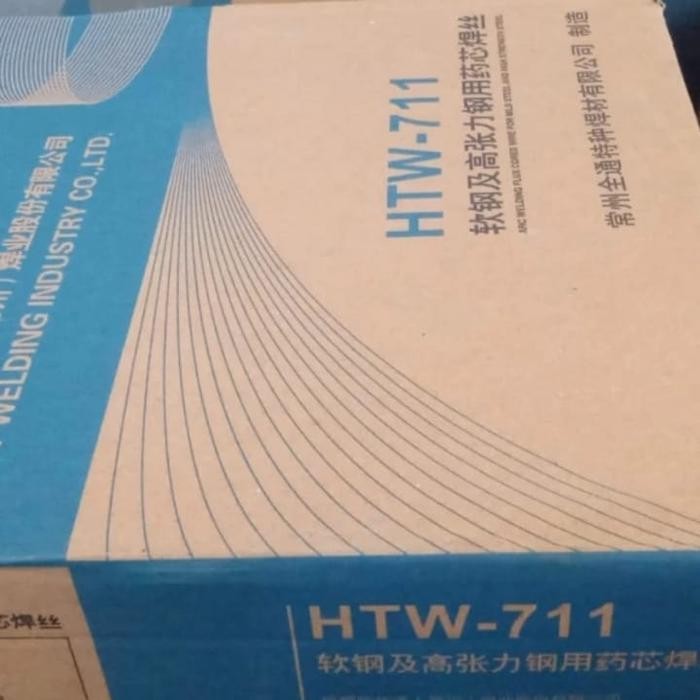 焊业股份有限公司
WELDING INDUSTRY CO.,LTD.
HTW-711
软钢及高张力钢用药芯焊丝
ARC WELDING FLUX CORED WIRE FOR MILD STEEL AND HIGH STRENGTH STEEL
常州全通特种焊材有限公司 制造
芯焊丝
HTW-711
软钢及高张力钢用药芯焊